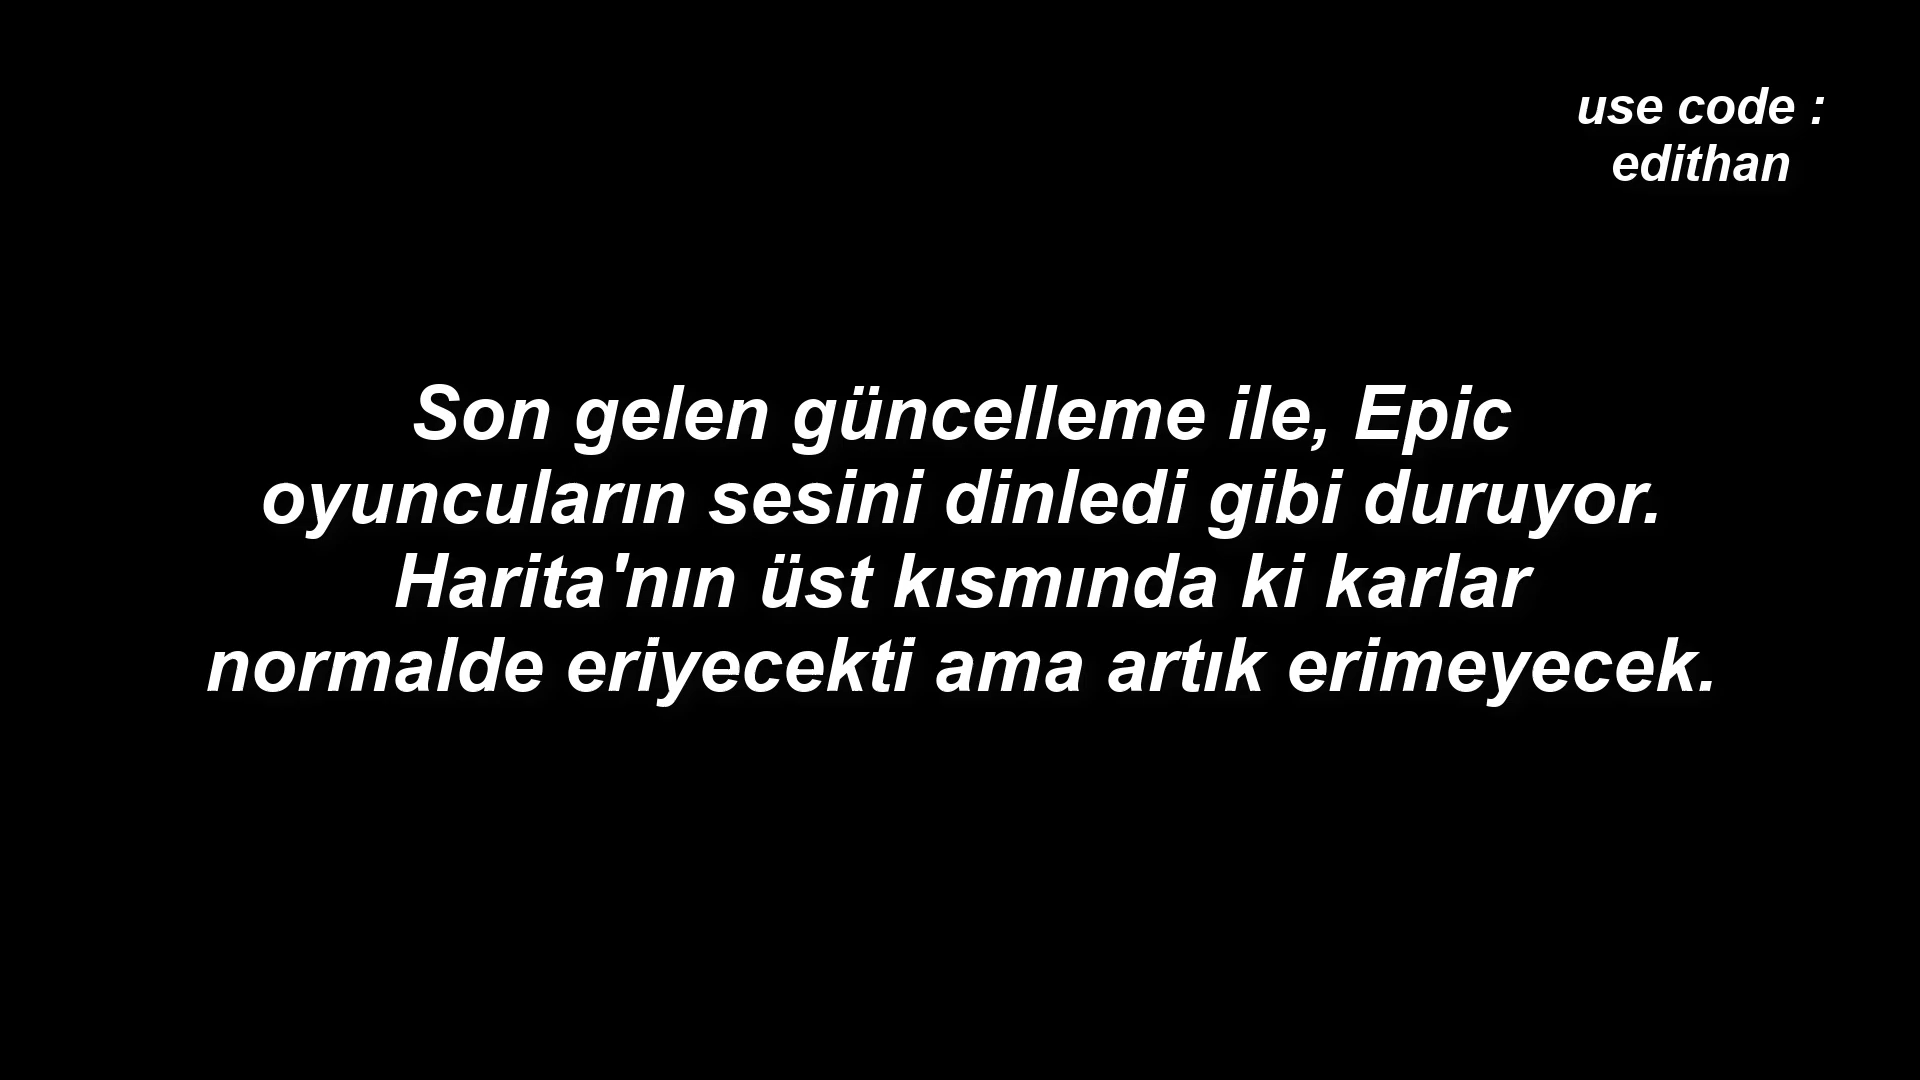 use code :
edithan
Son gelen güncelleme ile, Epic
oyuncuların sesini dinledi gibi duruyor.
Harita'nın üst kısmında ki karlar
normalde eriyecekti ama artık erimeyecek.